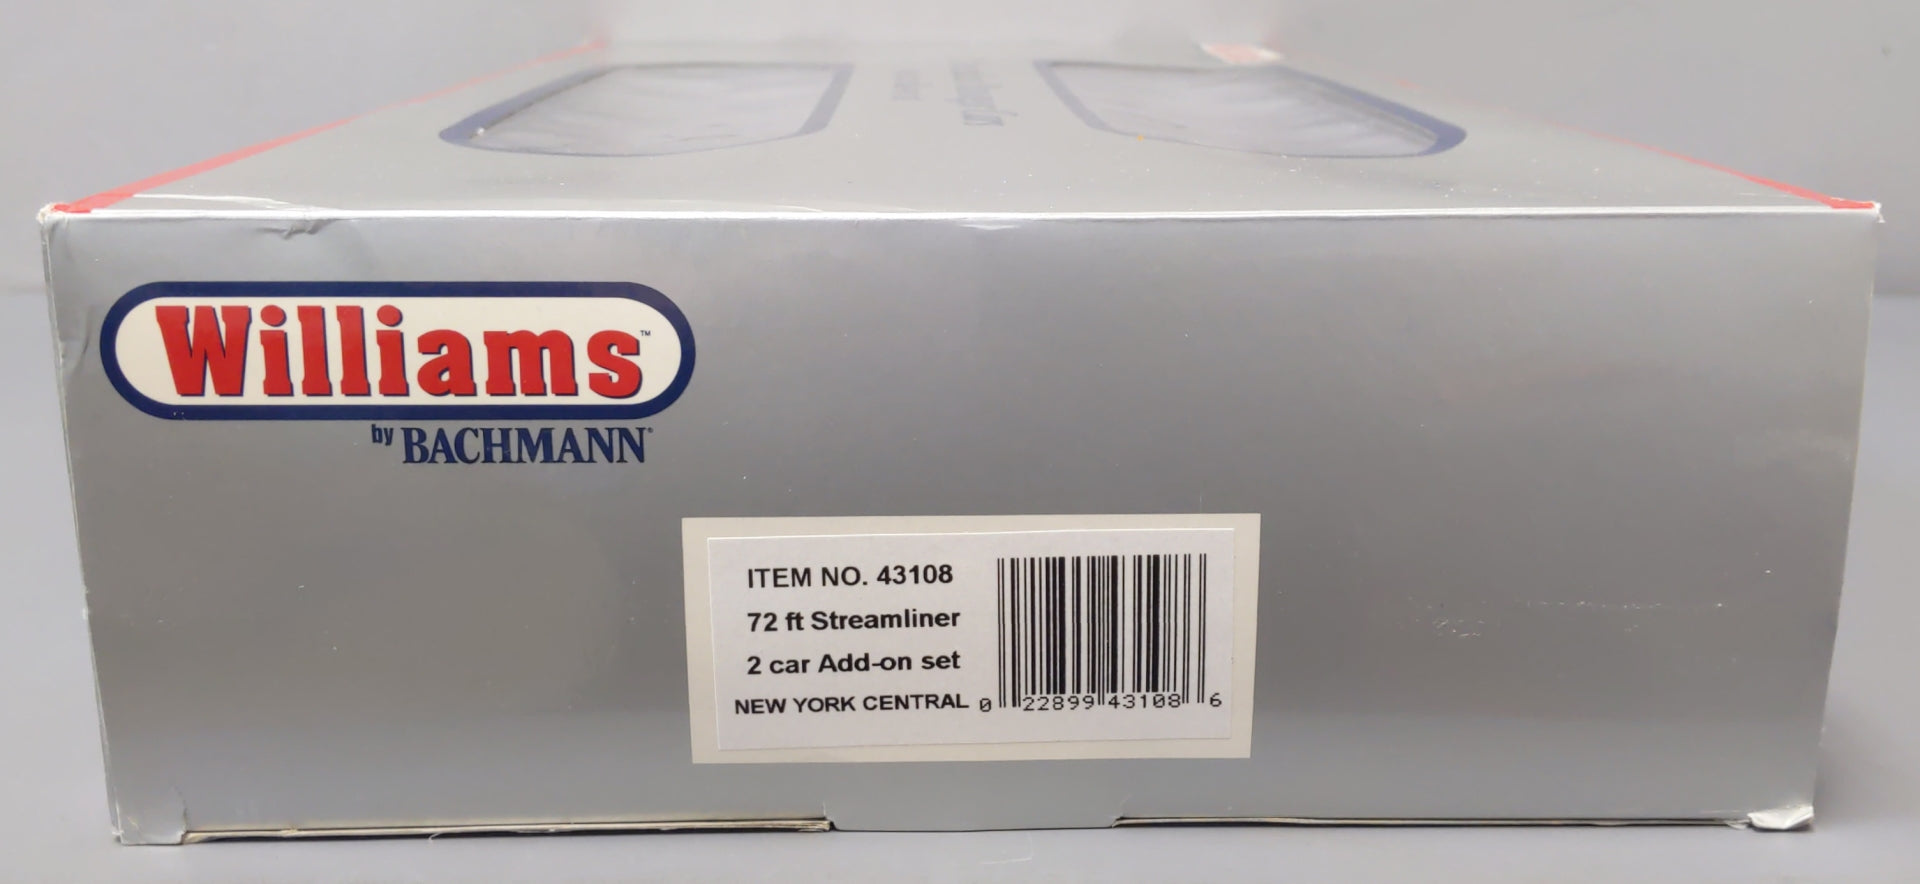 Williams™
by BACHMANN®
ITEM NO. 43108
72 ft Streamliner
2 car Add-on set
NEW YORK CENTRAL
0 22899 43108 6